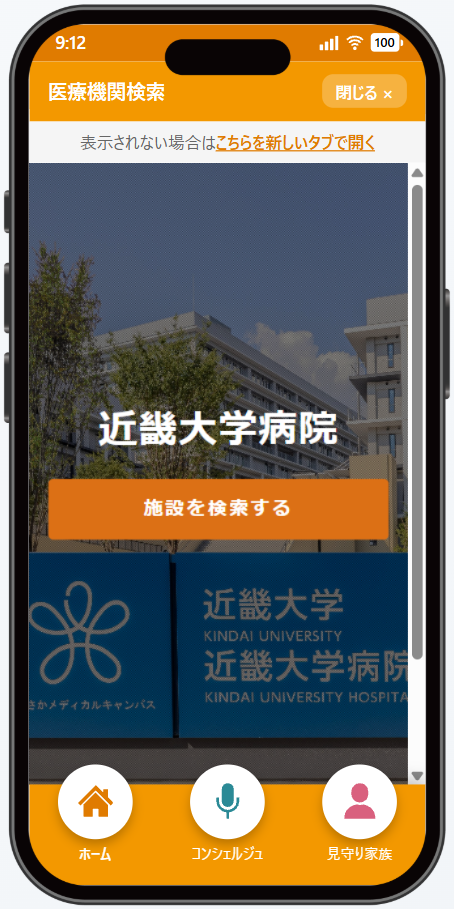 9:12
100
医療機関検索
閉じる ×
表示されない場合はこちらを新しいタブで開く
近畿大学病院
施設を検索する
近畿大学
KINDAI UNIVERSITY
近畿大学病院
KINDAI UNIVERSITY HOSPITA
さかメディカルキャンパス
ホーム
コンシェルジュ
見守り家族